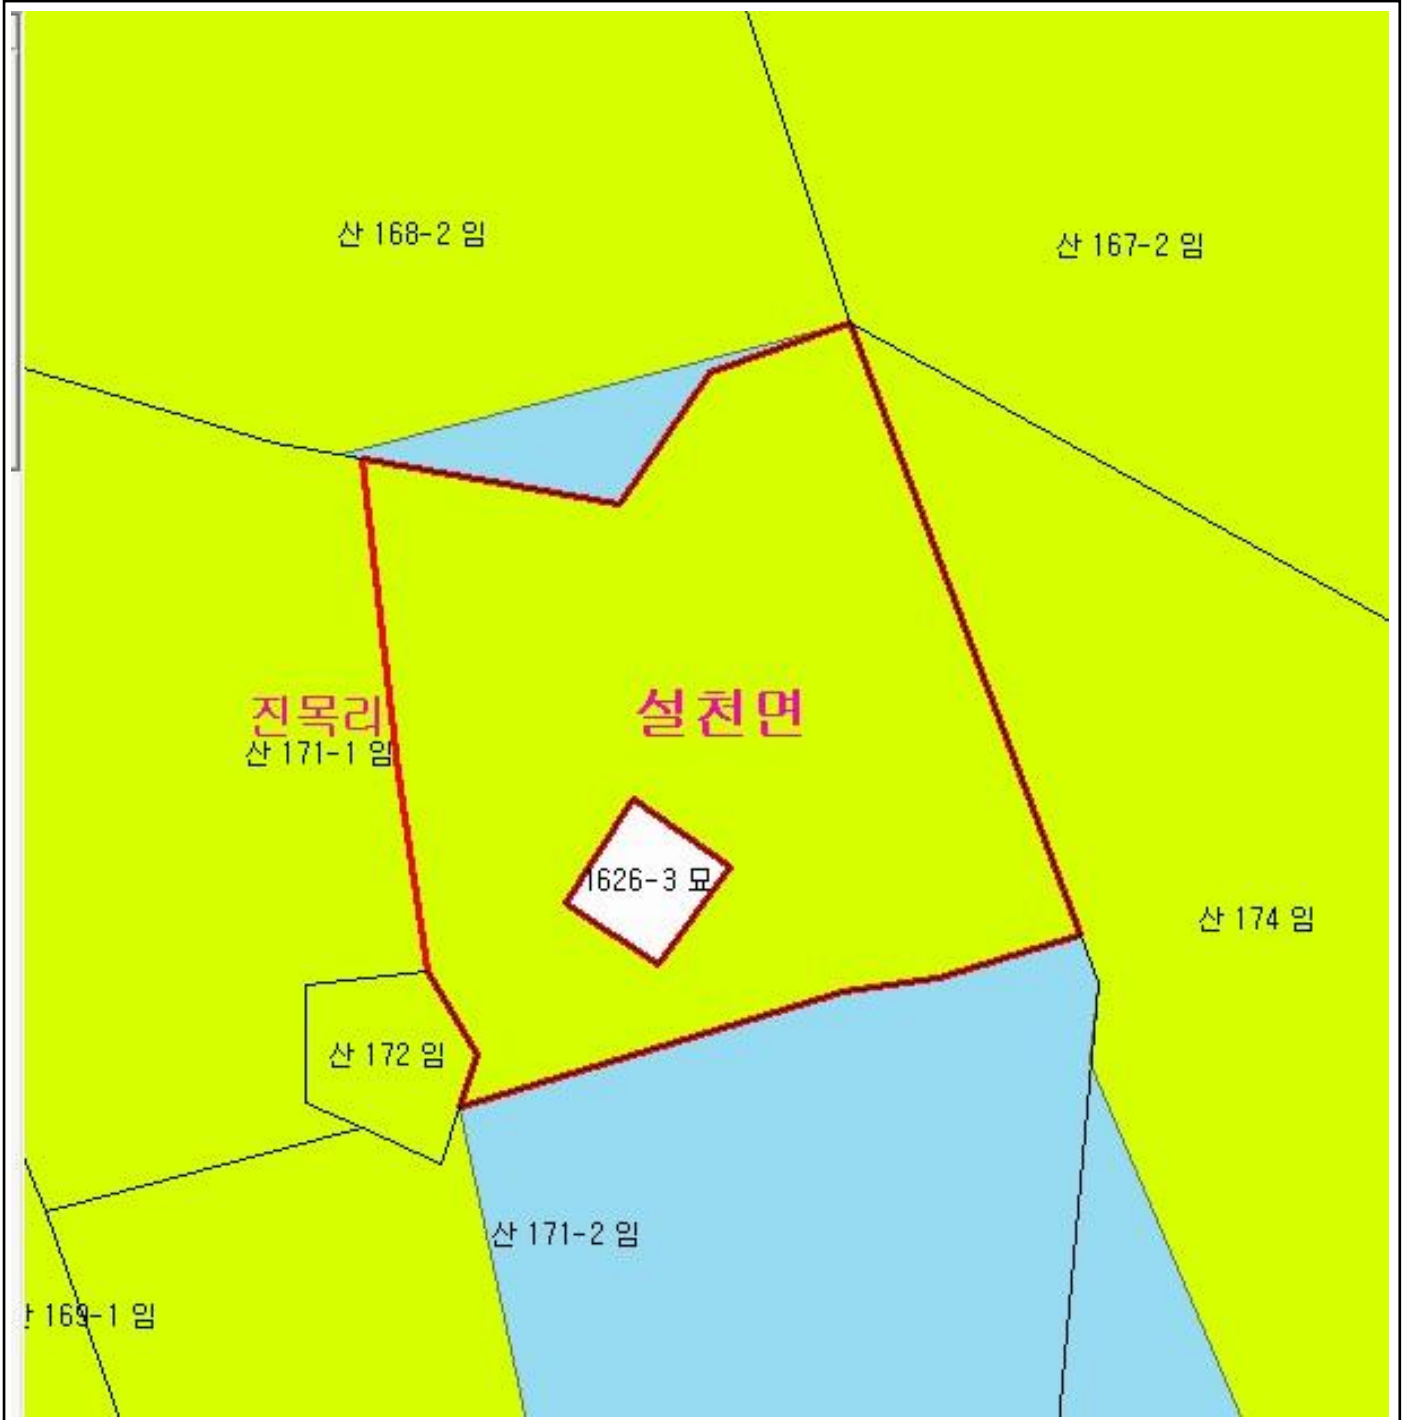 산 168-2 임
산 167-2 임
설천면
진목리
산 171-1 임
1626-3 묘
산 174 임
산 172 임
산 171-2 임
산 169-1 임